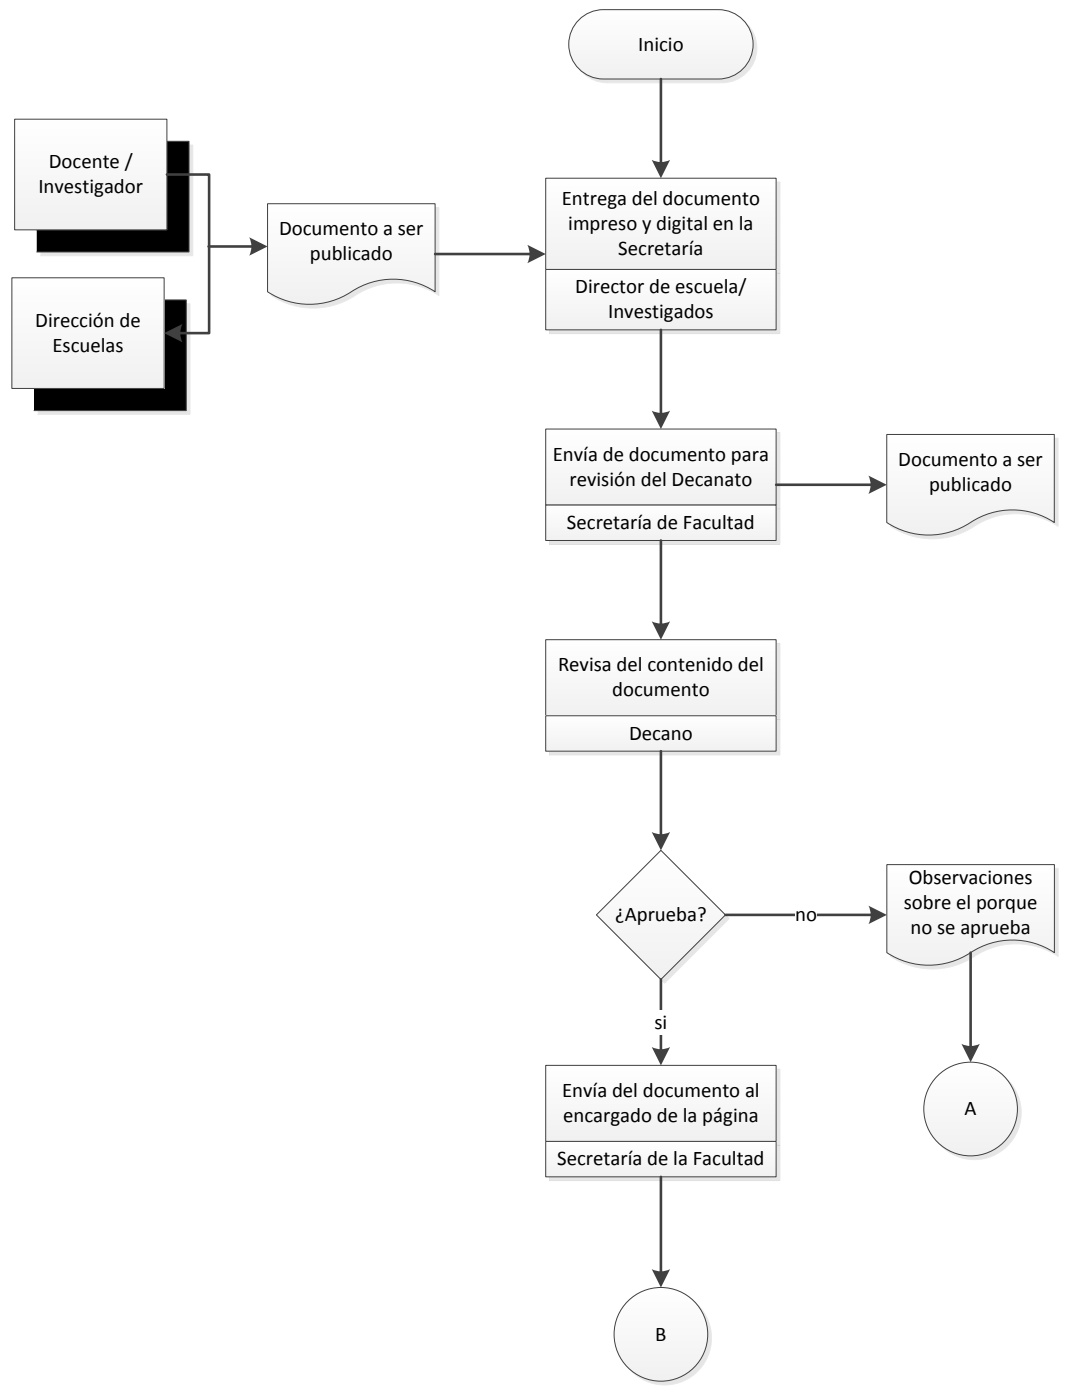 Inicio
Docente /
Investigador
Dirección de
Escuelas
Documento a ser
publicado
Entrega del documento
impreso y digital en la
Secretaría
Director de escuela/
Investigados
Envía de documento para
revisión del Decanato
Secretaría de Facultad
Documento a ser
publicado
Revisa del contenido del
documento
Decano
¿Aprueba?
no
Observaciones
sobre el porque
no se aprueba
si
A
Envía del documento al
encargado de la página
Secretaría de la Facultad
B